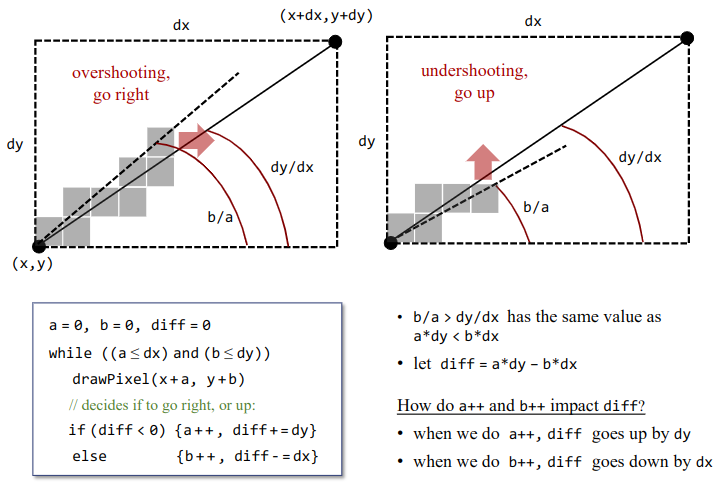 dx
(x+dx,y+dy)
overshooting,
go right
dy
dy/dx
b/a
(x,y)
dx
undershooting,
go up
dy
dy/dx
b/a
a = 0, b = 0, diff = 0
while ((a ≤ dx) and (b ≤ dy))
drawPixel(x + a, y + b)
// decides if to go right, or up:
if (diff < 0) {a + +, diff + = dy}
else {b + +, diff - = dx}
• b/a > dy/dx has the same value as
a*dy < b*dx
• let diff = a*dy − b*dx
How do a++ and b++ impact diff?
• when we do a++, diff goes up by dy
• when we do b++, diff goes down by dx